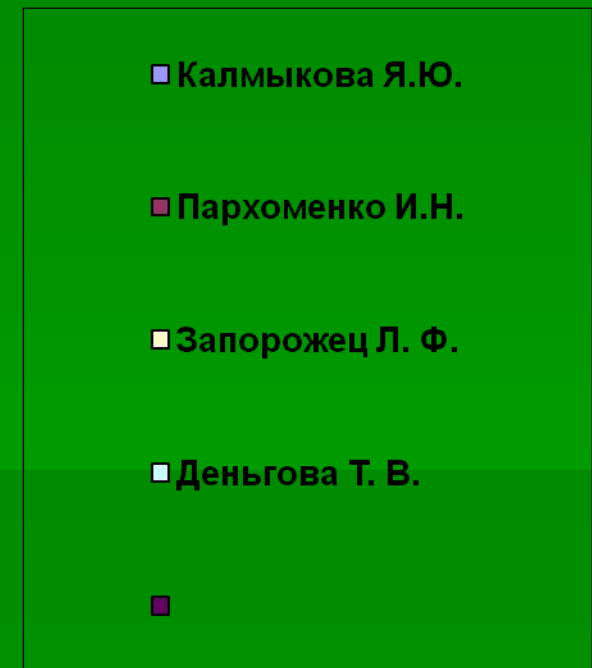 Калмыкова Я.Ю.
Пархоменко И.Н.
Запорожец Л. Ф.
Деньгова Т. В.